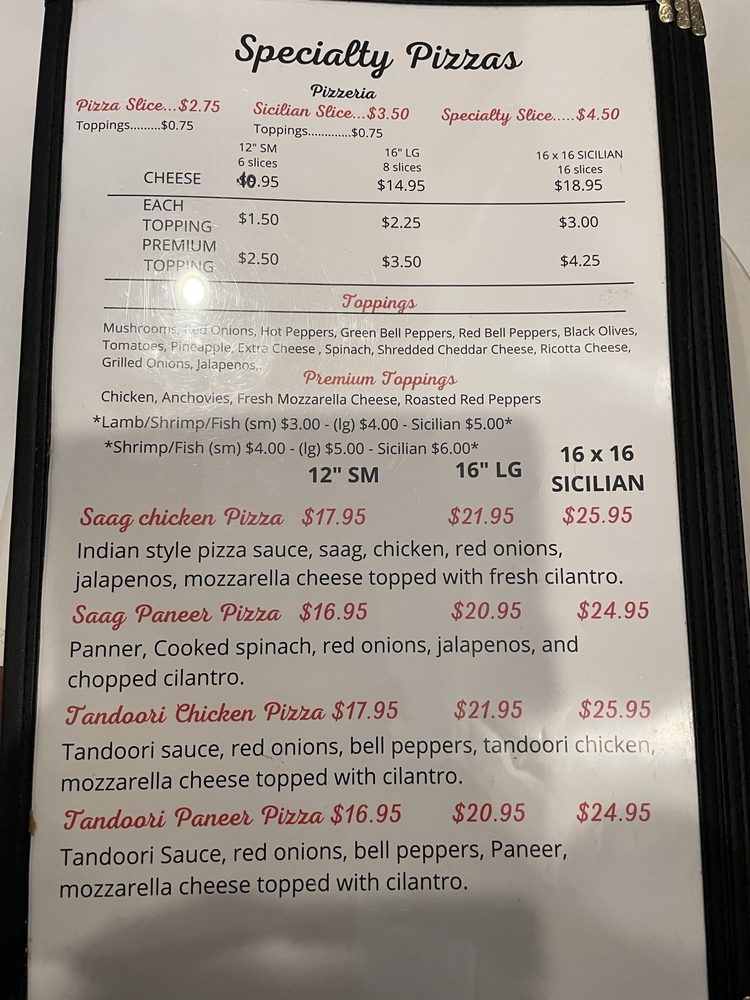 Specialty Pizzas
Pizzeria
Pizza Slice...$2.75 Sicilian Slice...$3.50 Specialty Slice.....$4.50
Toppings.........$0.75 Toppings............$0.75
12" SM 16" LG 16 x 16 SICILIAN
6 slices 8 slices 16 slices
CHEESE $14.95 $18.95
EACH
TOPPING $1.50 $2.25 $3.00
PREMIUM
TOPPING $2.50 $3.50 $4.25
Toppings
Mushrooms, Red Onions, Hot Peppers, Green Bell Peppers, Red Bell Peppers, Black Olives,
Tomatoes, Pineapple, Extra Cheese , Spinach, Shredded Cheddar Cheese, Ricotta Cheese,
Grilled Onions, Jalapenos,.
Premium Toppings
Chicken, Anchovies, Fresh Mozzarella Cheese, Roasted Red Peppers
*Lamb/Shrimp/Fish (sm) $3.00 - (lg) $4.00 - Sicilian $5.00*
*Shrimp/Fish (sm) $4.00 - (lg) $5.00 - Sicilian $6.00*
12" SM 16" LG 16 x 16
SICILIAN
Saag chicken Pizza $17.95 $21.95 $25.95
Indian style pizza sauce, saag, chicken, red onions,
jalapenos, mozzarella cheese topped with fresh cilantro.
Saag Paneer Pizza $16.95 $20.95 $24.95
Panner, Cooked spinach, red onions, jalapenos, and
chopped cilantro.
Tandoori Chicken Pizza $17.95 $21.95 $25.95
Tandoori sauce, red onions, bell peppers, tandoori chicken,
mozzarella cheese topped with cilantro.
Tandoori Paneer Pizza $16.95 $20.95 $24.95
Tandoori Sauce, red onions, bell peppers, Paneer,
mozzarella cheese topped with cilantro.